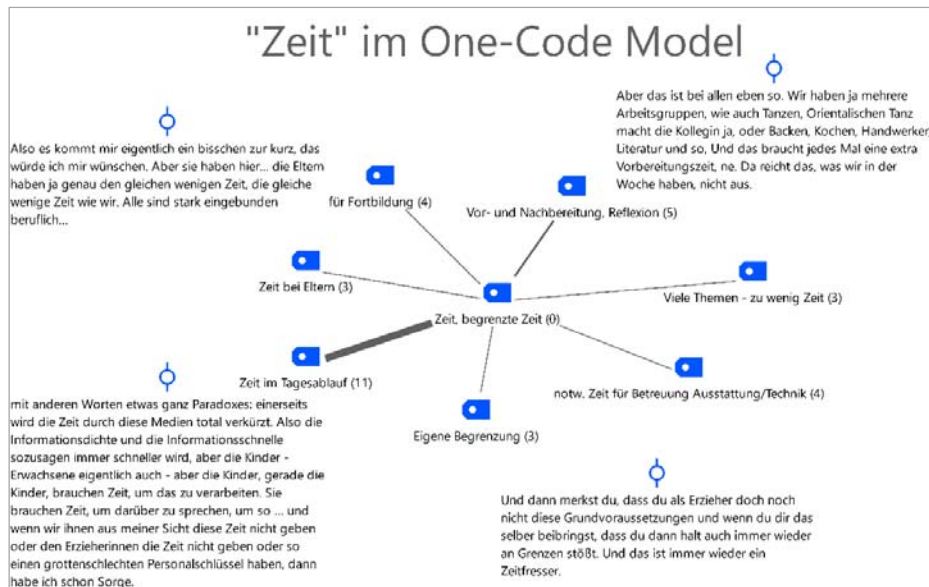 "Zeit" im One-Code Model
Also es kommt mir eigentlich ein bisschen zur kurz, das
würde ich mir wünschen. Aber sie haben hier... die Eltern
haben ja genau den gleichen wenigen Zeit, die gleiche
wenige Zeit wie wir. Alle sind stark eingebunden
beruflich...
Aber das ist bei allen eben so. Wir haben ja mehrere
Arbeitsgruppen, wie auch Tanzen, Orientalischen Tanz
macht die Kollegin ja, oder Backen, Kochen, Handwerker,
Literatur und so, Und das braucht jedes Mal eine extra
Vorbereitungszeit, ne. Da reicht das, was wir in der
Woche haben, nicht aus.
für Fortbildung (4)
Vor- und Nachbereitung, Reflexion (5)
Zeit bei Eltern (3)
Viele Themen - zu wenig Zeit (3)
Zeit, begrenzte Zeit (0)
Zeit im Tagesablauf (11)
notw. Zeit für Betreuung Ausstattung/Technik (4)
Eigene Begrenzung (3)
mit anderen Worten etwas ganz Paradoxes: einerseits
wird die Zeit durch diese Medien total verkürzt. Also die
Informationsdichte und die Informationsschnelle
sozusagen immer schneller wird, aber die Kinder -
Erwachsene eigentlich auch - aber die Kinder, gerade die
Kinder, brauchen Zeit, um das zu verarbeiten. Sie
brauchen Zeit, um darüber zu sprechen, um so ... und
wenn wir ihnen aus meiner Sicht diese Zeit nicht geben
oder den Erzieherinnen die Zeit nicht geben oder so
einen grottenschlechten Personalschlüssel haben, dann
habe ich schon Sorge.
Und dann merkst du, dass du als Erzieher doch noch
nicht diese Grundvoraussetzungen und wenn du dir das
selber beibringst, dass du dann halt auch immer wieder
an Grenzen stößt. Und das ist immer wieder ein
Zeitfresser.